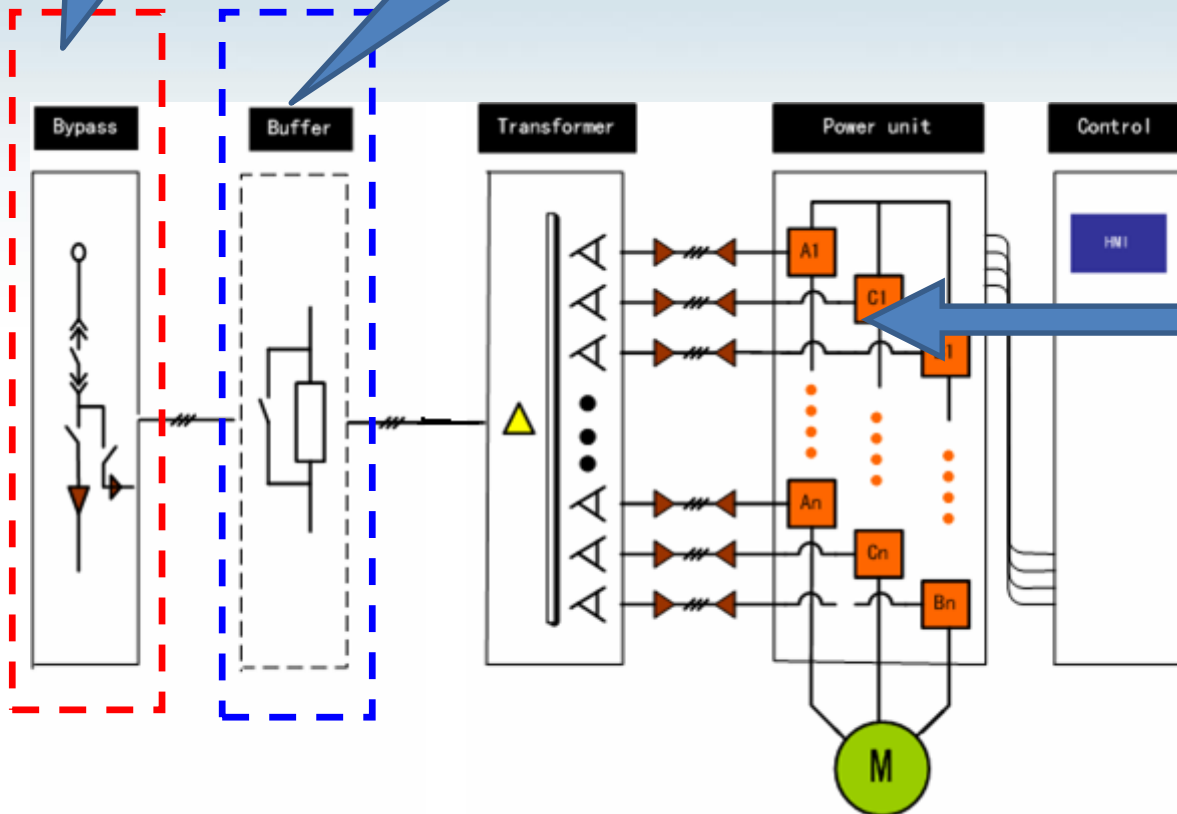 Bypass
Buffer
Transformer
Power unit
Control
HMI
A1
C1
An
Cn
Bn
M